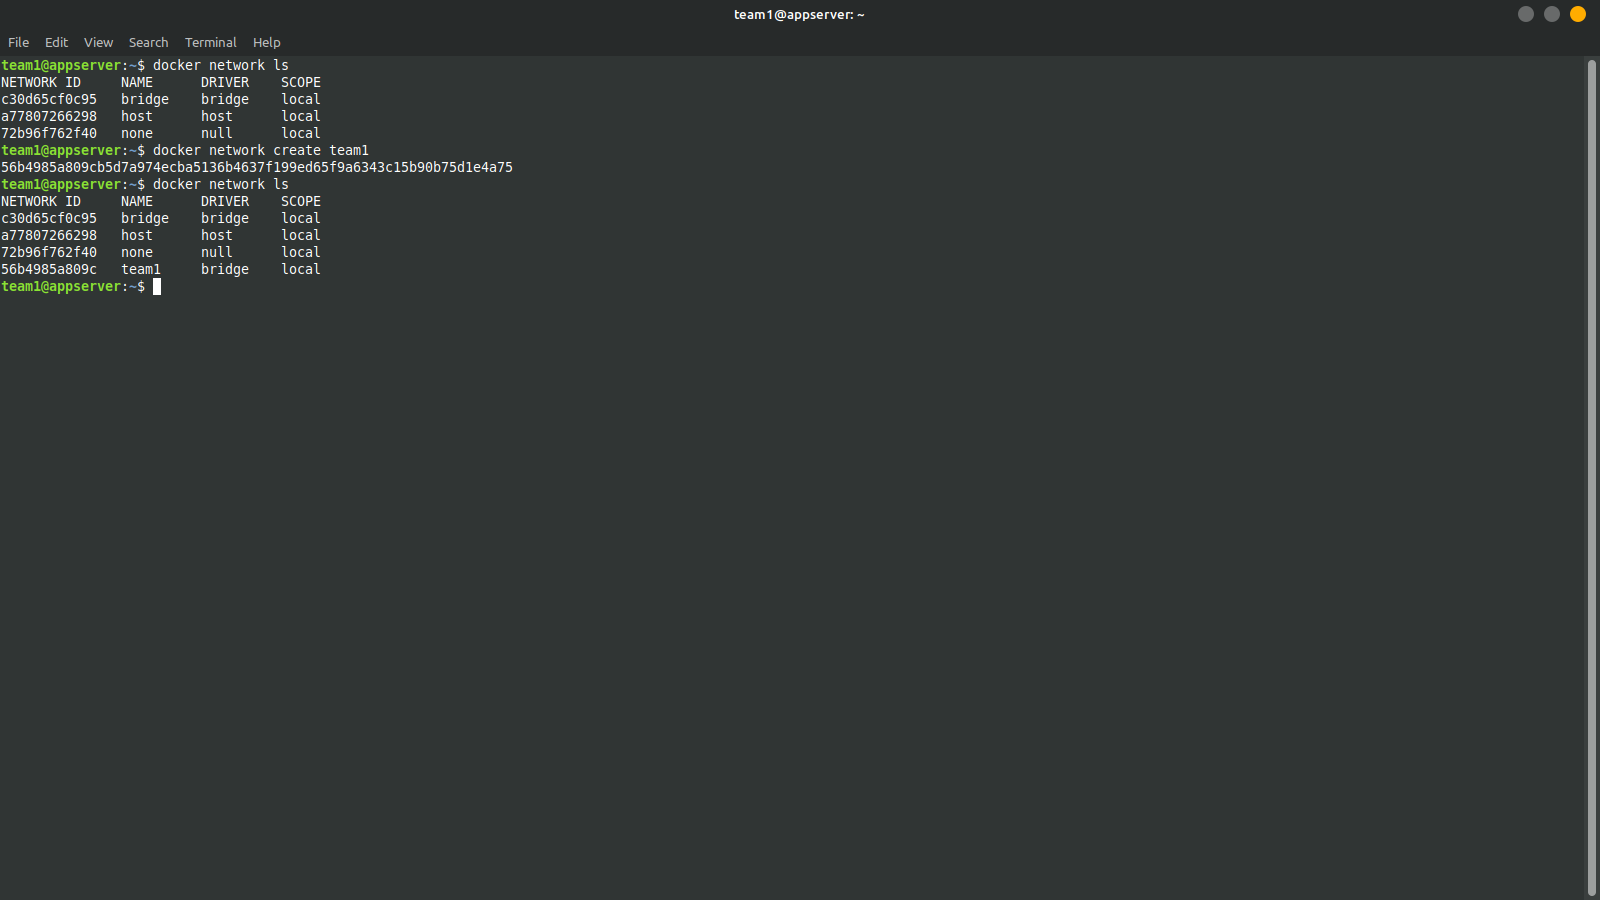 team1@appserver: ~
File Edit View Search Terminal Help
team1@appserver:~$ docker network ls
NETWORK ID     NAME      DRIVER    SCOPE
c30d65cf0c95   bridge    bridge    local
a77807266298   host      host      local
72b96f762f40   none      null      local
team1@appserver:~$ docker network create team1
56b4985a809cb5d7a974ecba5136b4637f199ed65f9a6343c15b90b75d1e4a75
team1@appserver:~$ docker network ls
NETWORK ID     NAME      DRIVER    SCOPE
c30d65cf0c95   bridge    bridge    local
a77807266298   host      host      local
72b96f762f40   none      null      local
56b4985a809c   team1     bridge    local
team1@appserver:~$